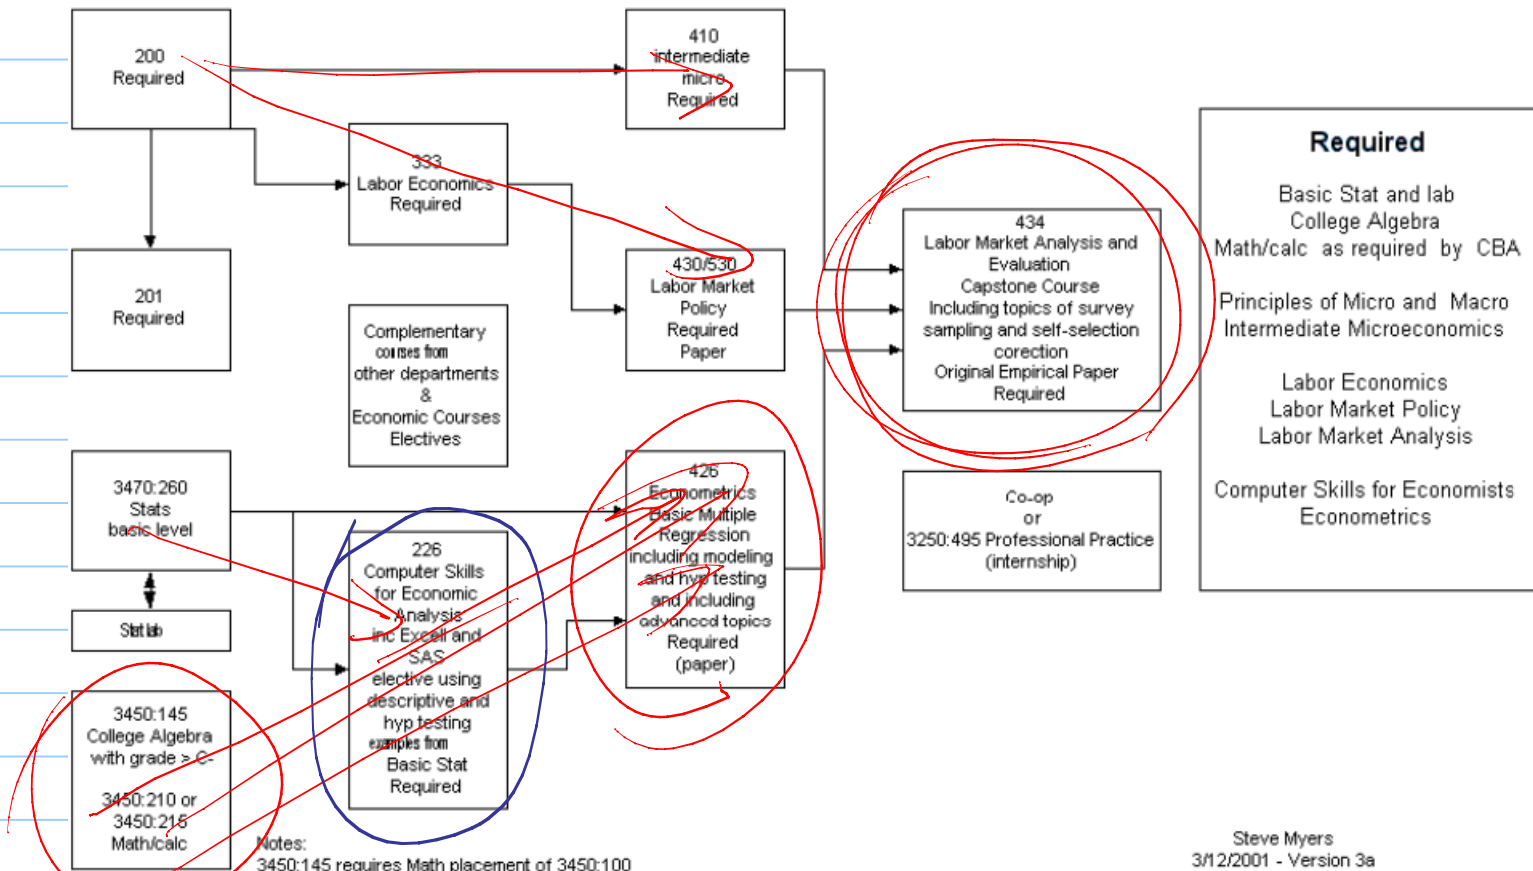 200
Required
410
intermediate
micro
Required
333
Labor Economics
Required
201
Required
430/530
Labor Market
Policy
Required
Paper
Complementary
courses from
other departments
&
Economic Courses
Electives
434
Labor Market Analysis and
Evaluation
Capstone Course
Including topics of survey
sampling and self-selection
corection
Original Empirical Paper
Required
3470:260
Stats
basic level
Stat lab
226
Computer Skills
for Economic
Analysis
inc Excell and
SAS
elective using
descriptive and
hyp testing
examples from
Basic Stat
Required
426
Econometrics
Basic Multiple
Regression
including modeling
and hyp testing
and including
advanced topics
Required
(paper)
Co-op
or
3250:495 Professional Practice
(internship)
3450:145
College Algebra
with grade > C-
3450:210 or
3450:215
Math/calc
Notes:
3450:145 requires Math placement of 3450:100
Required
Basic Stat and lab
College Algebra
Math/calc as required by CBA
Principles of Micro and Macro
Intermediate Microeconomics
Labor Economics
Labor Market Policy
Labor Market Analysis
Computer Skills for Economists
Econometrics
Steve Myers
3/12/2001 - Version 3a